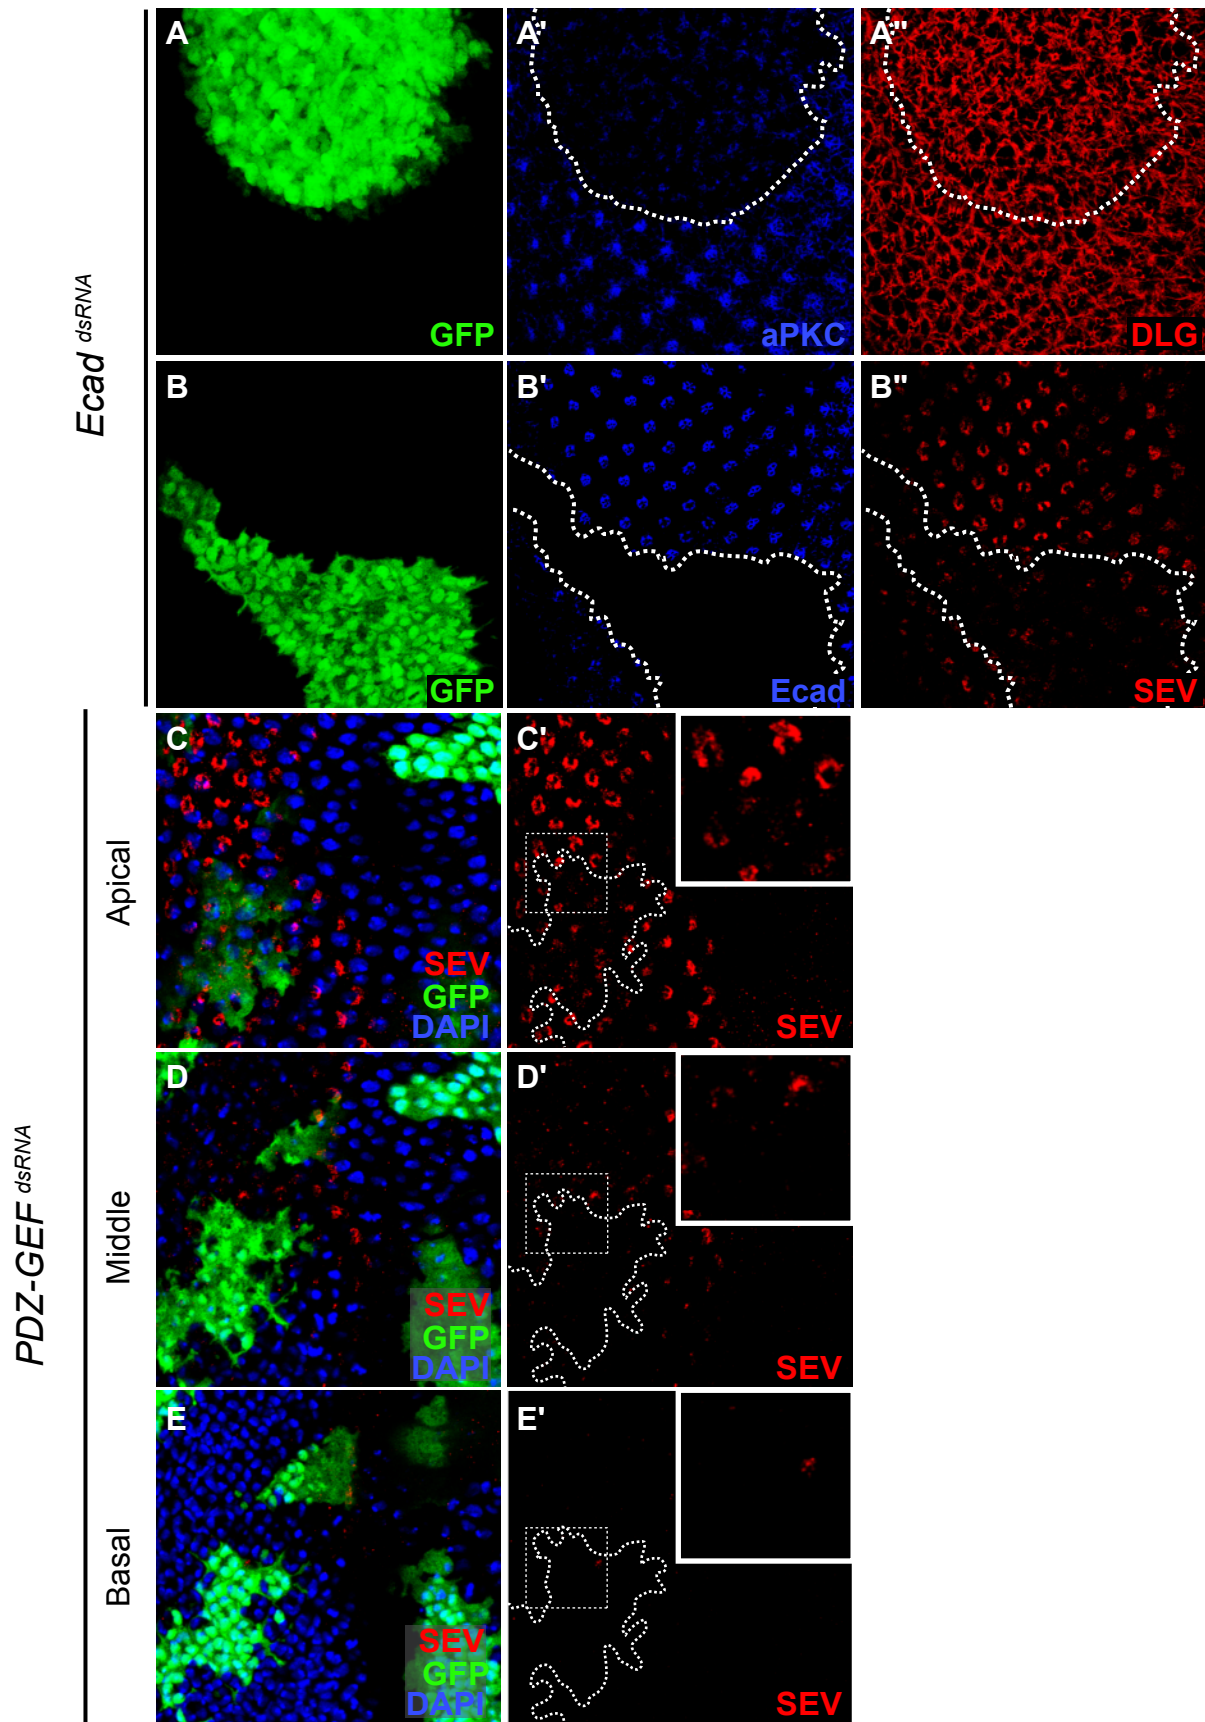 Ecad dsRNA
A
GFP
A'
aPKC
A"
DLG
B
GFP
B'
Ecad
B"
SEV
PDZ-GEF dsRNA
Apical
C
SEV
GFP
DAPI
C'
SEV
Middle
D
SEV
GFP
DAPI
D'
SEV
Basal
E
SEV
GFP
DAPI
E'
SEV